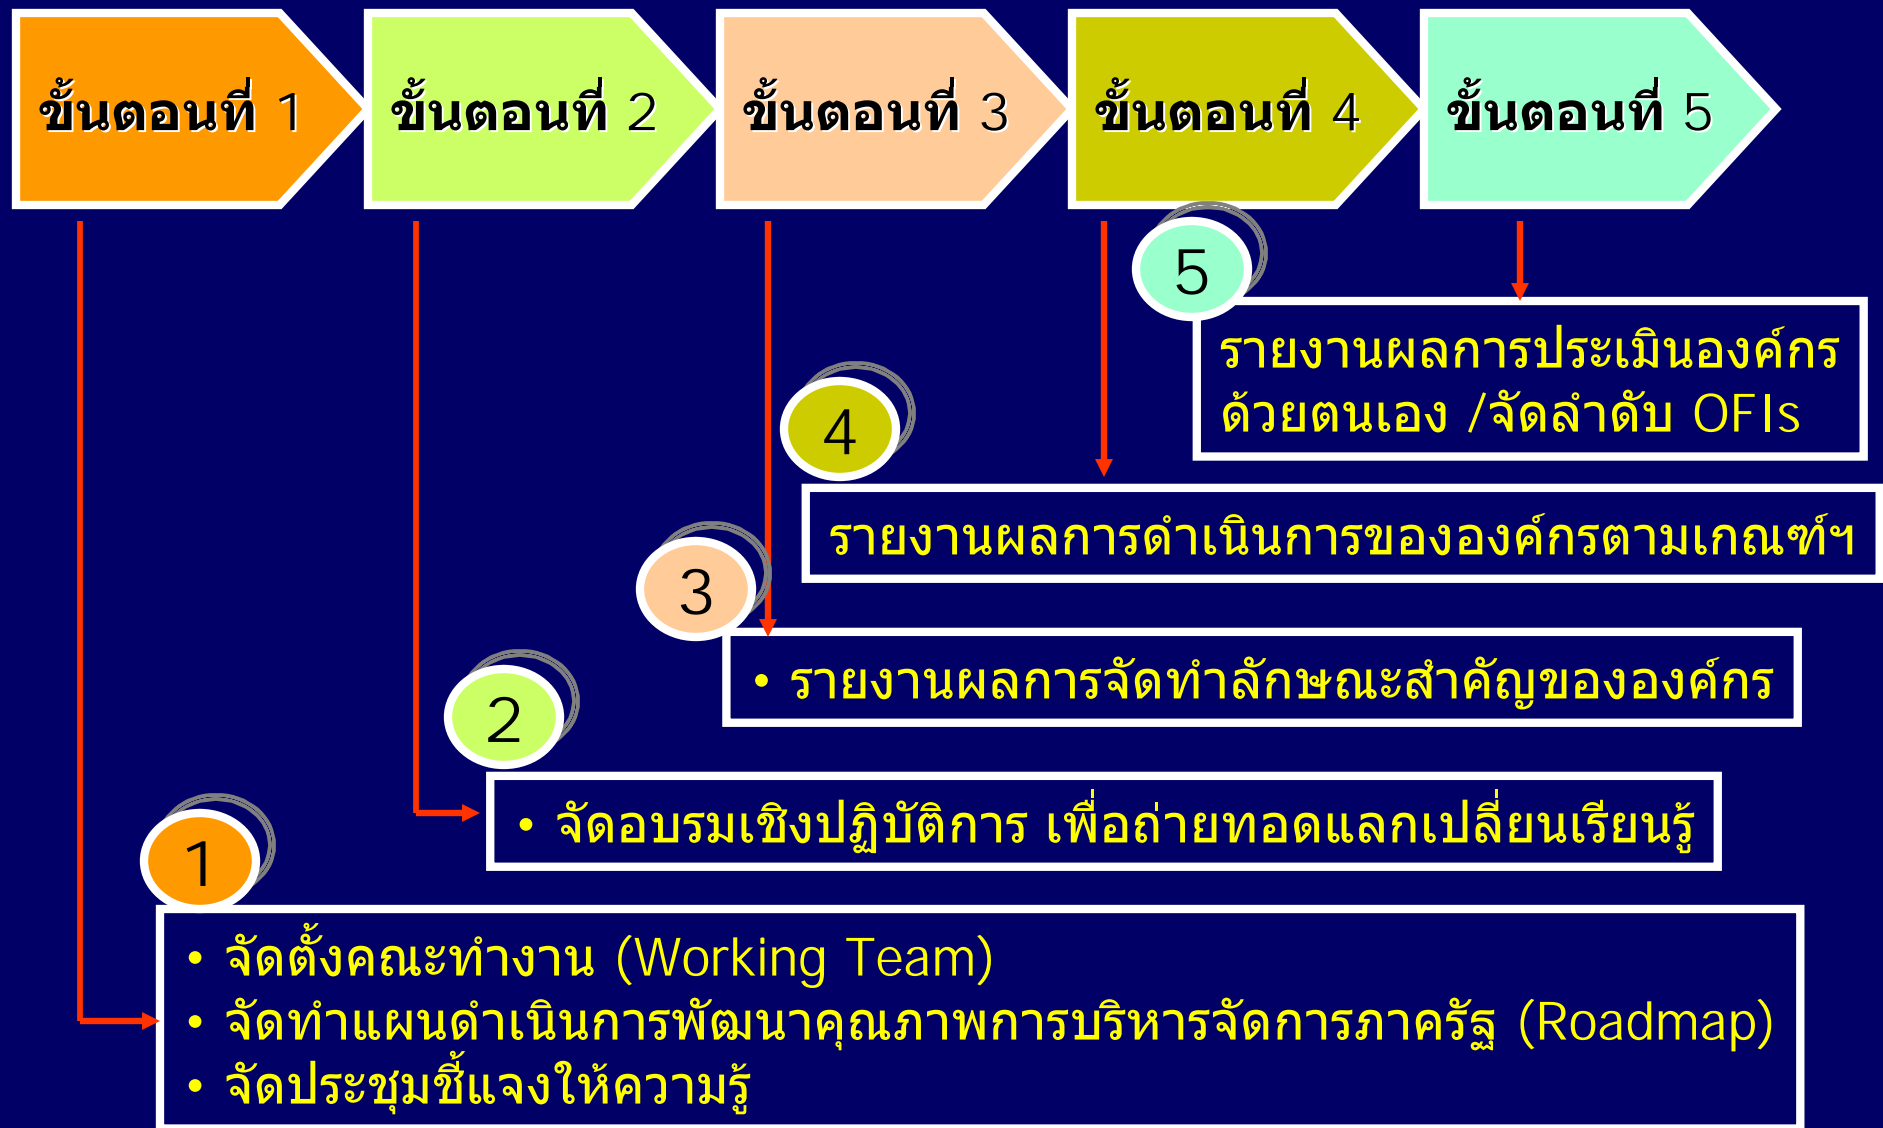 ขั้นตอนที่ 1
ขั้นตอนที่ 2
ขั้นตอนที่ 3
ขั้นตอนที่ 4
ขั้นตอนที่ 5
5
รายงานผลการประเมินองค์กร
ด้วยตนเอง /จัดลำดับ OFIs
4
รายงานผลการดำเนินการขององค์กรตามเกณฑ์ฯ
3
• รายงานผลการจัดทำลักษณะสำคัญขององค์กร
2
• จัดอบรมเชิงปฏิบัติการ เพื่อถ่ายทอดแลกเปลี่ยนเรียนรู้
1
• จัดตั้งคณะทำงาน (Working Team)
• จัดทำแผนดำเนินการพัฒนาคุณภาพการบริหารจัดการภาครัฐ (Roadmap)
• จัดประชุมชี้แจงให้ความรู้